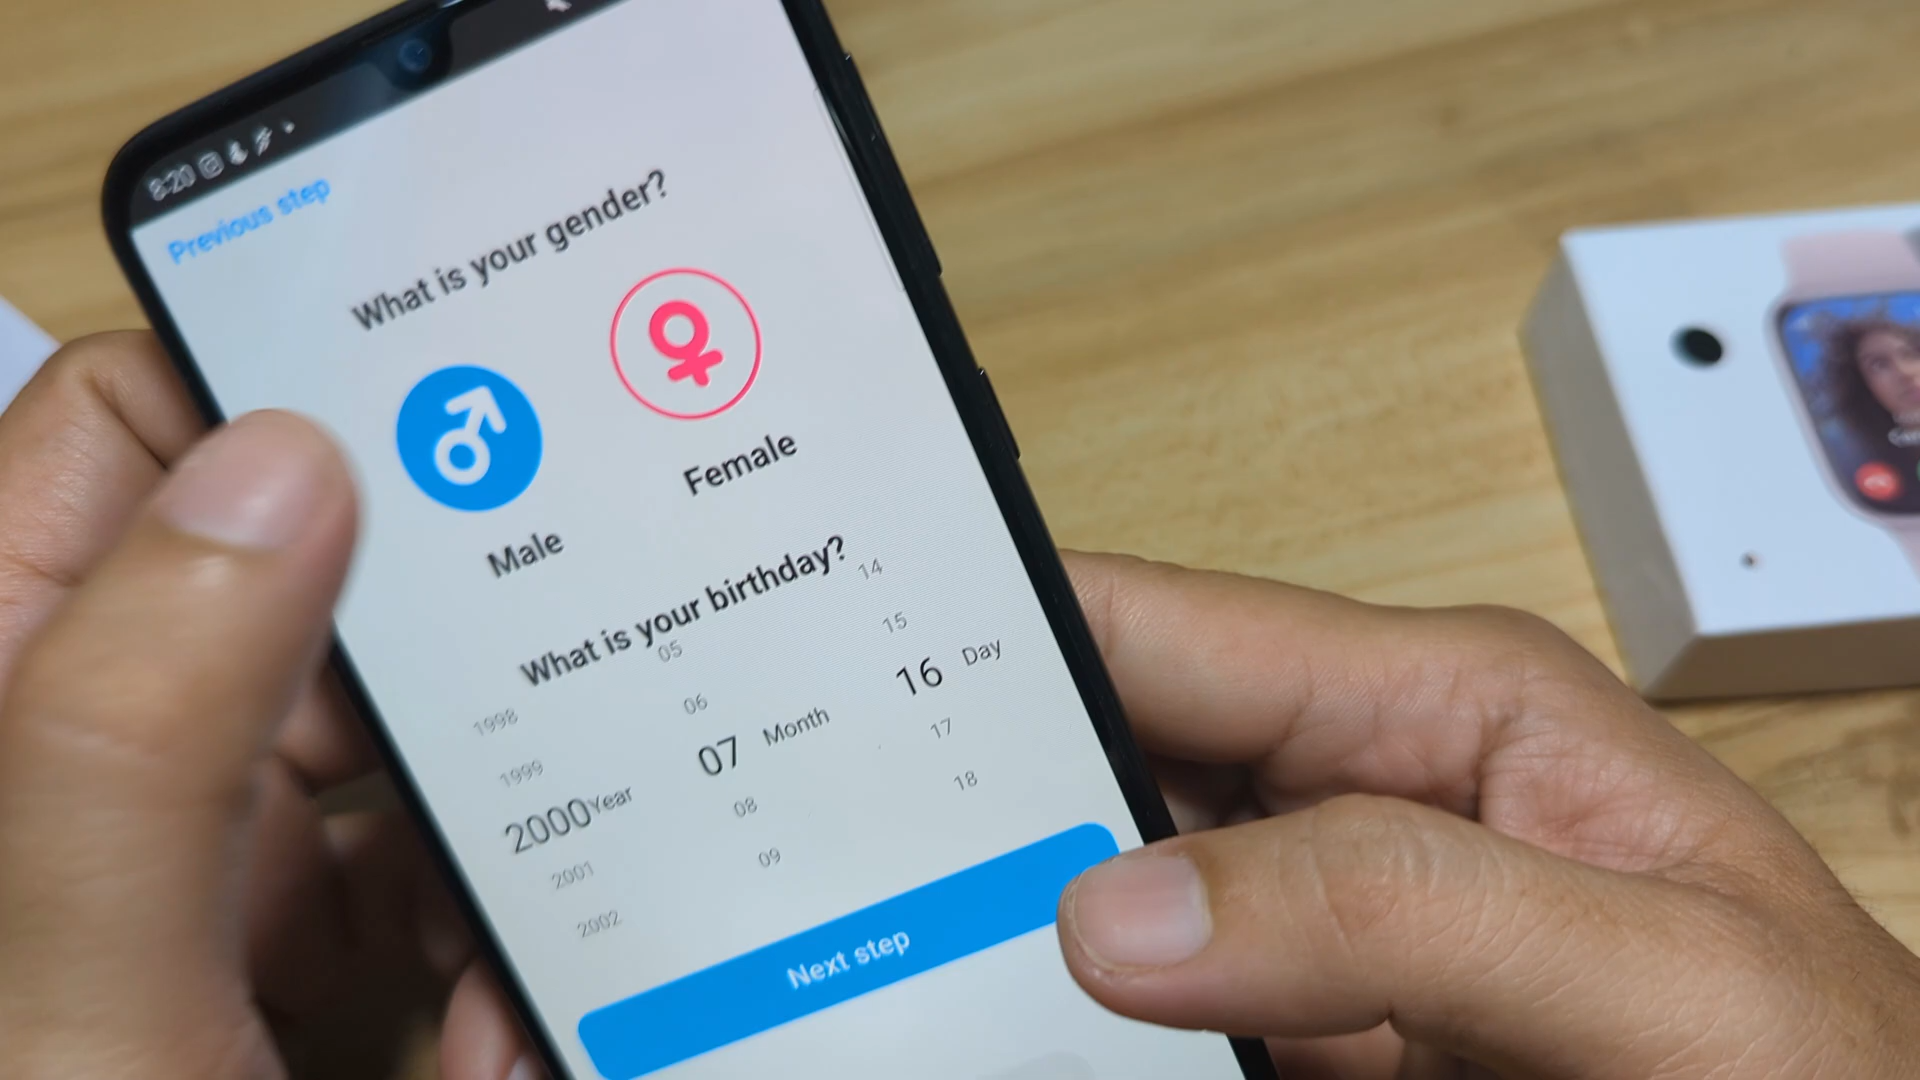 8:20
Previous step
What is your gender?
Male
Female
What is your birthday?
1998 05 14
1999 06 15
2000 Year 07 Month 16 Day
2001 08 17
2002 09 18
Next step